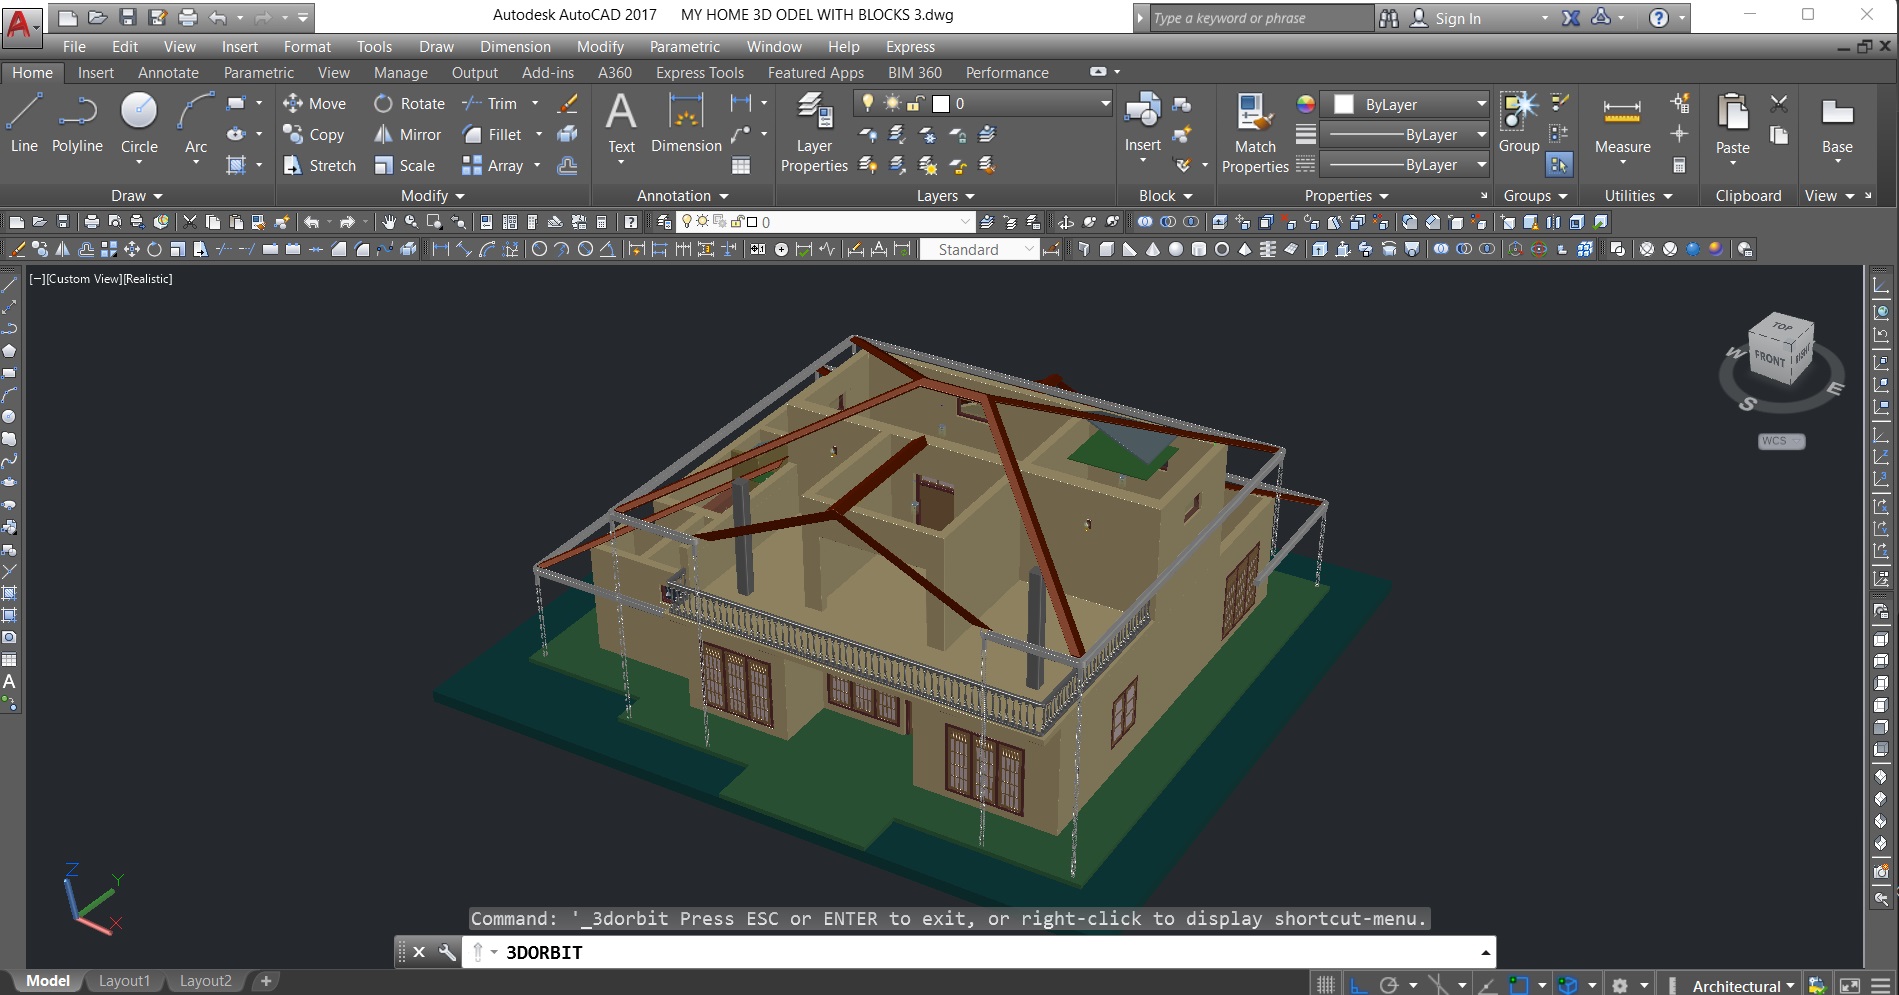 Autodesk AutoCAD 2017 MY HOME 3D ODEL WITH BLOCKS 3.dwg
Type a keyword or phrase
Sign In
File Edit View Insert Format Tools Draw Dimension Modify Parametric Window Help Express
Home Insert Annotate Parametric View Manage Output Add-ins A360 Express Tools Featured Apps BIM 360 Performance
Line Polyline Circle Arc
Move Rotate Trim
Copy Mirror Fillet
Stretch Scale Array
A
Text Dimension
Layer Properties
0
Insert
Match Properties
ByLayer
ByLayer
ByLayer
Group
Measure
Paste
Base
Draw Modify Annotation Layers Block Properties Groups Utilities Clipboard View
0
Standard
[−][Custom View][Realistic]
TOP
FRONT RIGHT
W
S
E
WCS
A
Z
Y
X
Command: '_3dorbit Press ESC or ENTER to exit, or right-click to display shortcut-menu.
3DORBIT
Model Layout1 Layout2 +
Architectural